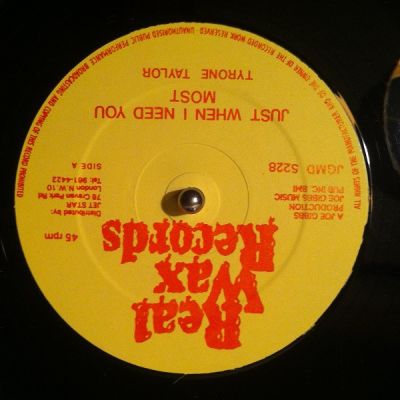 Real
Wax
Records
A JOE GIBBS
PRODUCTION
JOE GIBBS MUSIC
PUB INC. BMI
JGMD 5228
45 rpm
Distributed by:
JET STAR
78 Craven Park Rd
London N.W.10
Tel: 961-4422
SIDE A
JUST WHEN I NEED YOU
MOST
TYRONE TAYLOR
ALL RIGHTS OF THE MANUFACTURER AND OF THE OWNER OF THE RECORDED WORK RESERVED · UNAUTHORISED PUBLIC PERFORMANCE BROADCASTING AND COPYING OF THIS RECORD PROHIBITED